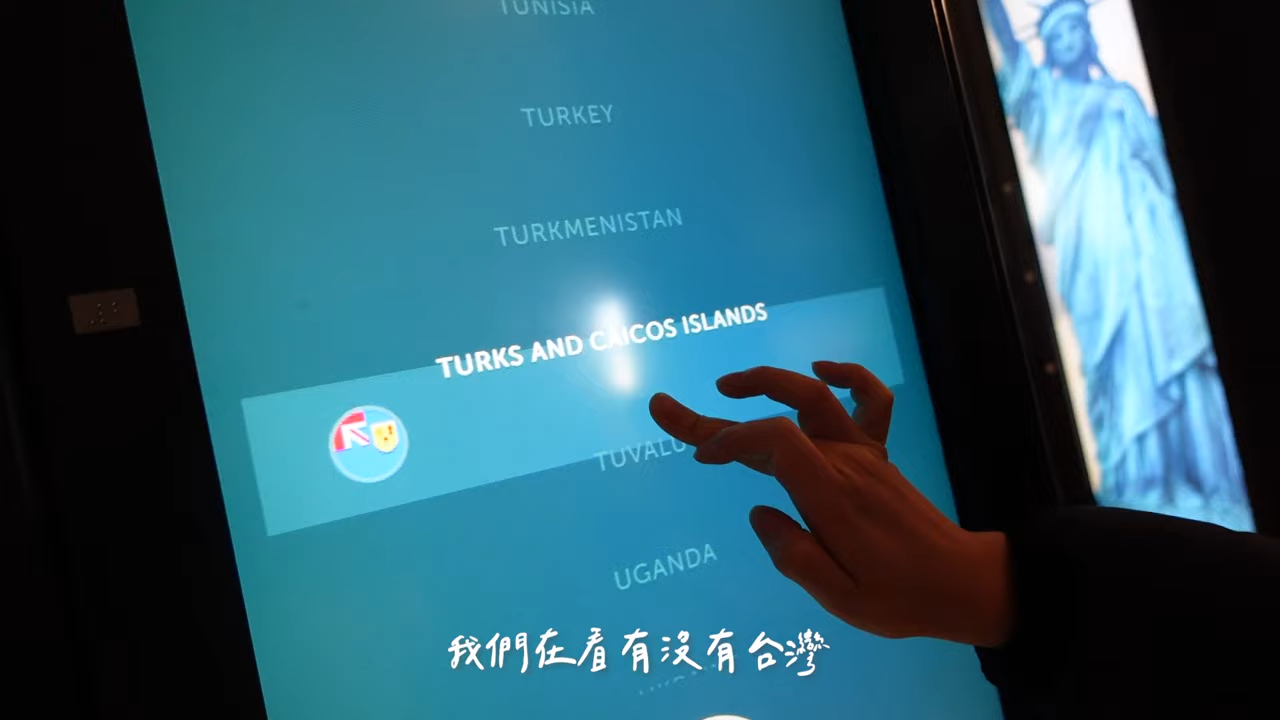 TUNISIA
TURKEY
TURKMENISTAN
TURKS AND CAICOS ISLANDS
TUVALU
UGANDA
我們在看有沒有台灣